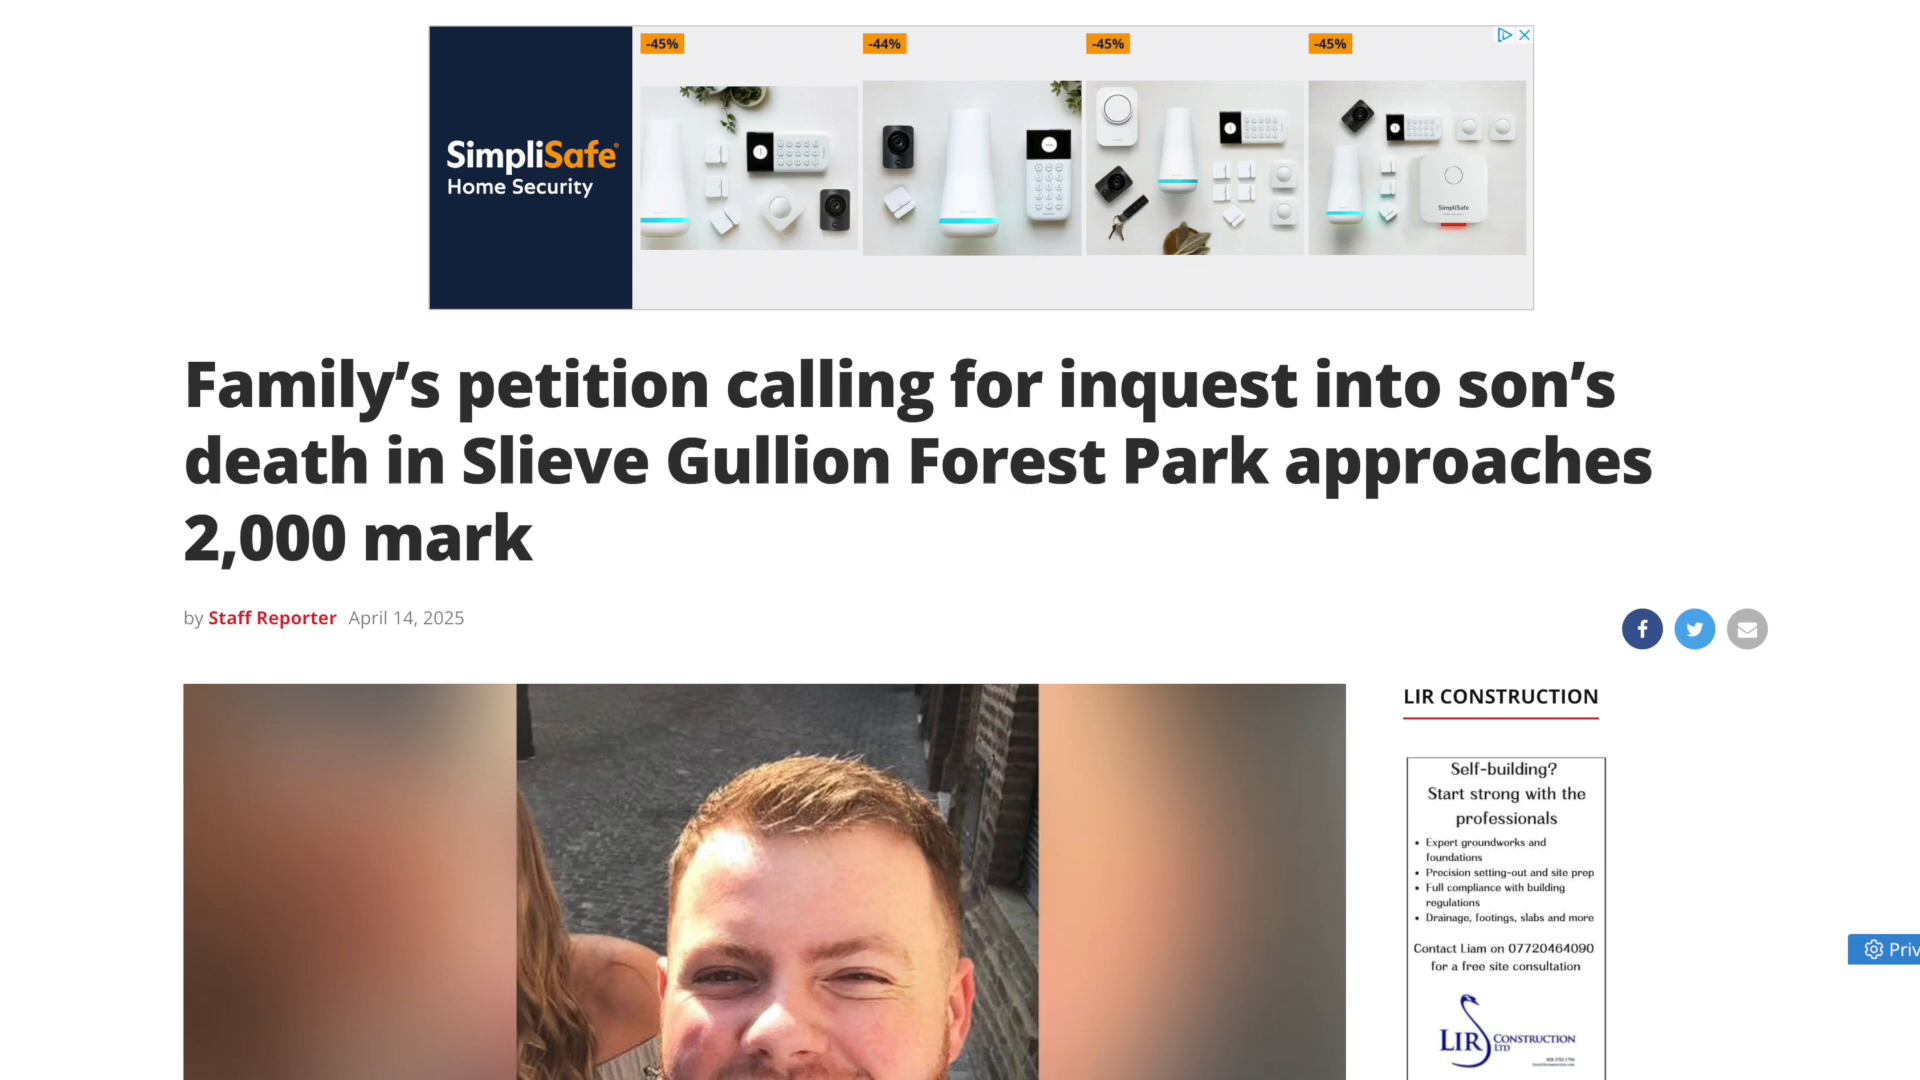 -45%
-44%
-45%
-45%
SimpliSafe
Home Security
SimpliSafe
Family’s petition calling for inquest into son’s
death in Slieve Gullion Forest Park approaches
2,000 mark
by Staff Reporter April 14, 2025
LIR CONSTRUCTION
Self-building?
Start strong with the
professionals
• Expert groundworks and
foundations
• Precision setting-out and site prep
• Full compliance with building
regulations
• Drainage, footings, slabs and more
Contact Liam on 07720464090
for a free site consultation
LIR CONSTRUCTION
LTD
Priv